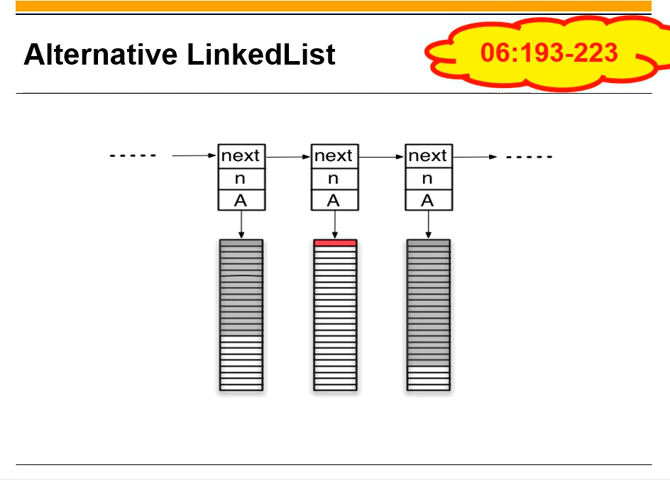 Alternative LinkedList
06:193-223
next next next
n n n
A A A